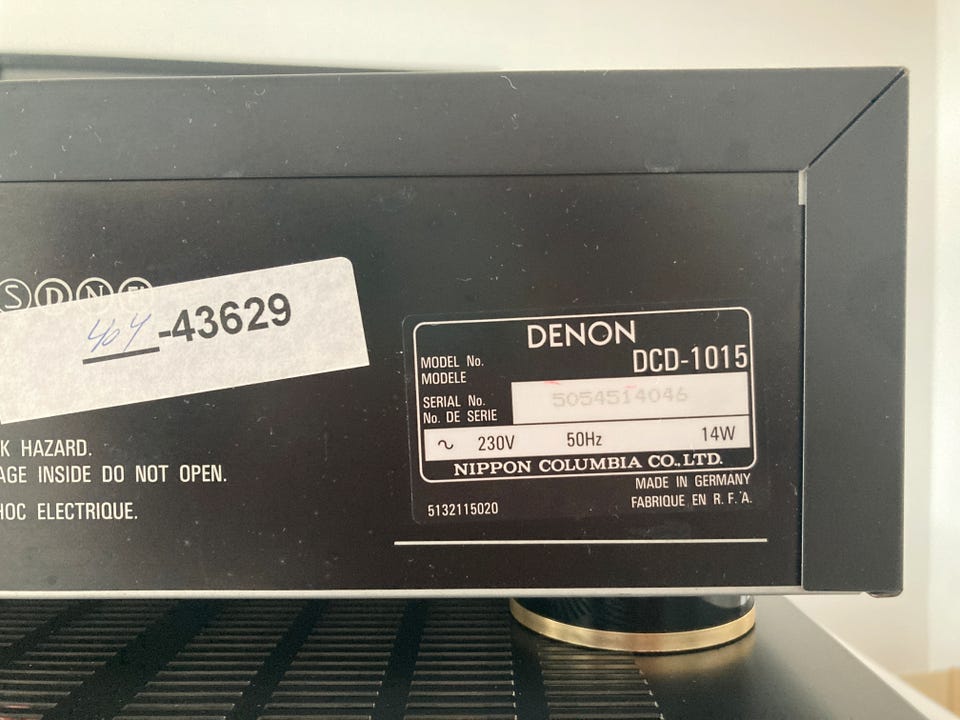 S D N F
404-43629
K HAZARD.
AGE INSIDE DO NOT OPEN.
HOC ELECTRIQUE.
DENON
MODEL No. DCD-1015
MODELE
SERIAL No. 5054514046
No. DE SERIE
~ 230V 50Hz 14W
NIPPON COLUMBIA CO.,LTD.
MADE IN GERMANY
FABRIQUE EN R. F. A.
5132115020